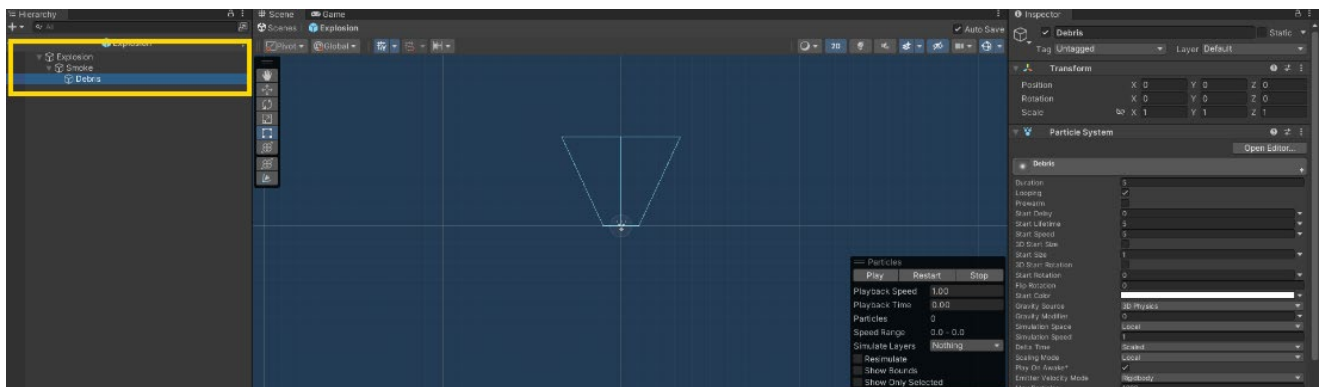 Hierarchy
All
Explosion
Explosion
Smoke
Debris
Scene
Game
Scenes
Explosion
Auto Save
Pivot
Global
2D
Particles
Play Restart Stop
Playback Speed 1.00
Playback Time 0.00
Particles 0
Speed Range 0.0 - 0.0
Simulate Layers Nothing
Resimulate
Show Bounds
Show Only Selected
Inspector
Debris Static
Tag Untagged Layer Default
Transform
Position X 0 Y 0 Z 0
Rotation X 0 Y 0 Z 0
Scale X 1 Y 1 Z 1
Particle System
Open Editor...
Debris
Duration 5
Looping
Prewarm
Start Delay 0
Start Lifetime 5
Start Speed 5
3D Start Size
Start Size 1
3D Start Rotation
Start Rotation 0
Flip Rotation 0
Start Color
Gravity Source 3D Physics
Gravity Modifier 0
Simulation Space Local
Simulation Speed 1
Delta Time Scaled
Scaling Mode Local
Play On Awake*
Emitter Velocity Mode Rigidbody